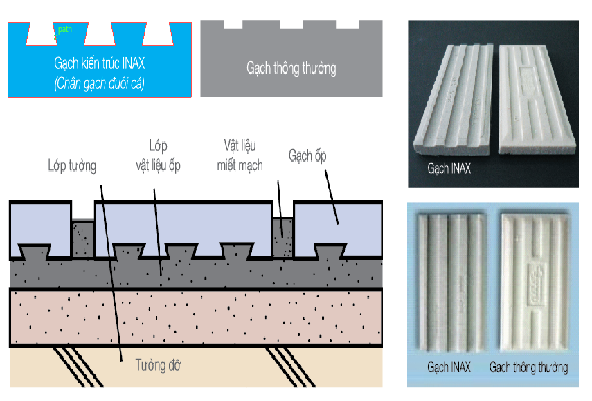 path
Gạch kiến trúc INAX
(Chân gạch đuôi cá)
Gạch thông thường
Lớp tường
Lớp
vật liệu ốp
Vật liệu
miết mạch
Gạch ốp
Tường đỡ
Gạch INAX
Gạch INAX
Gạch thông thường